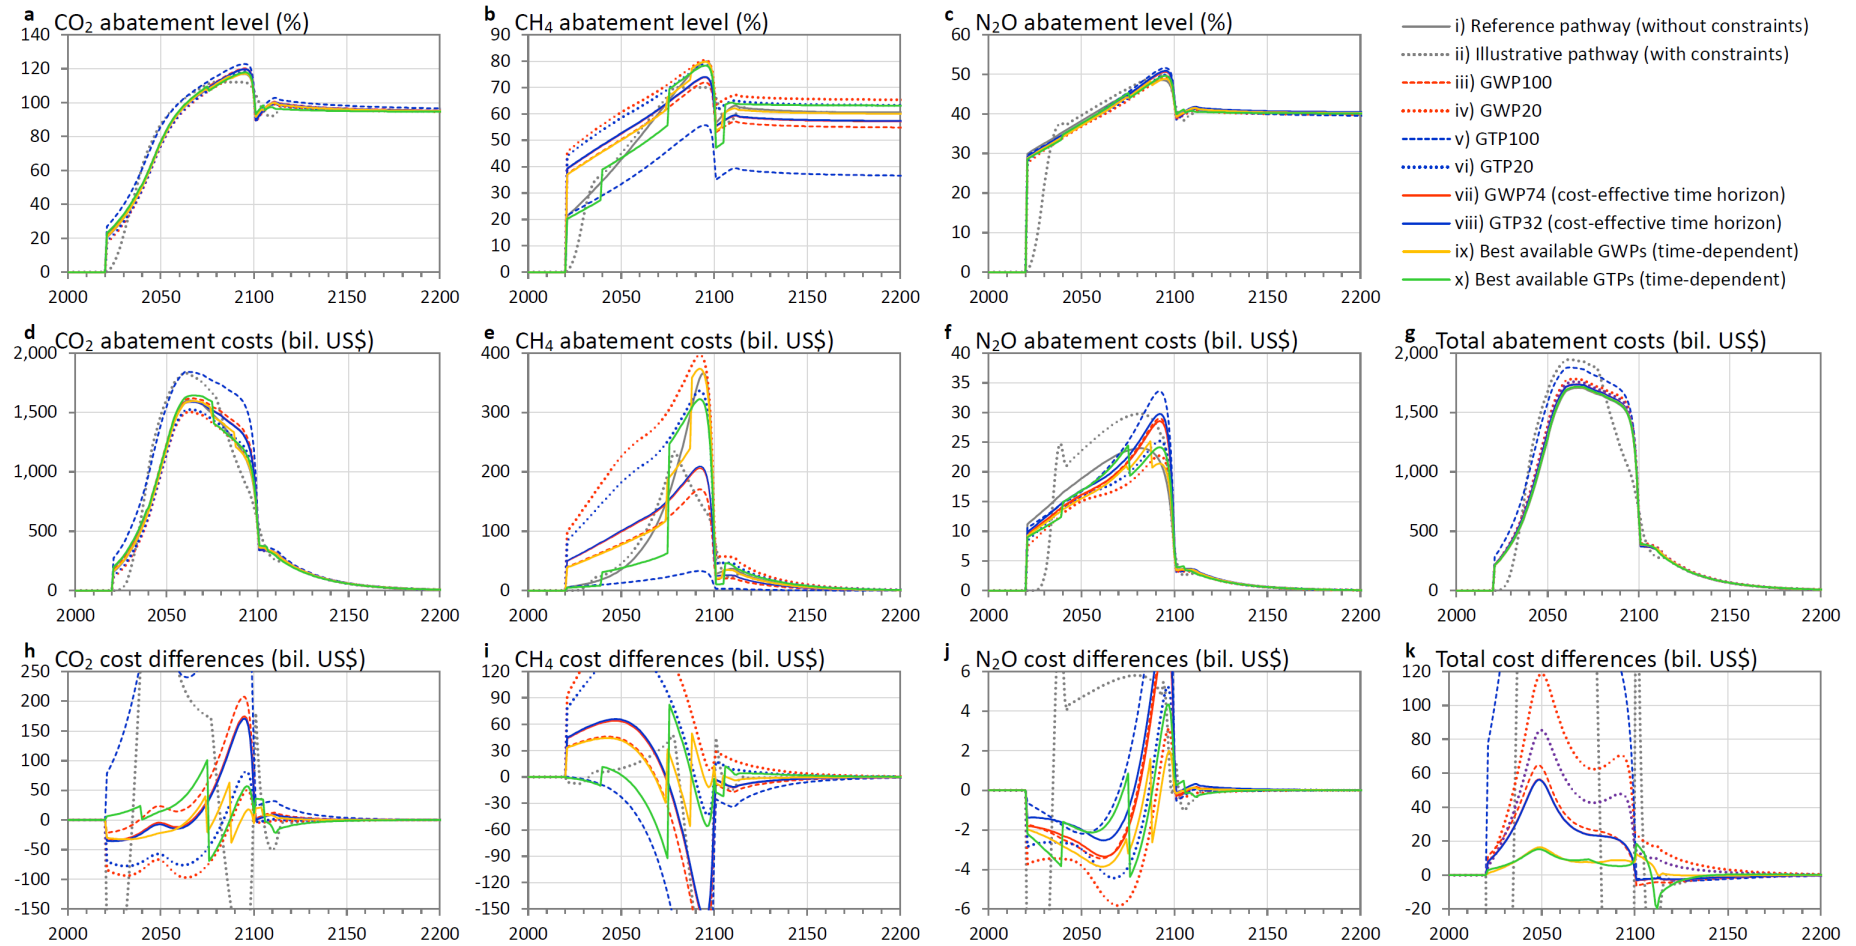 a CO₂ abatement level (%)
140
120
100
80
60
40
20
0
2000 2050 2100 2150 2200
b CH₄ abatement level (%)
90
80
70
60
50
40
30
20
10
0
2000 2050 2100 2150 2200
c N₂O abatement level (%)
60
50
40
30
20
10
0
2000 2050 2100 2150 2200
i) Reference pathway (without constraints)
ii) Illustrative pathway (with constraints)
iii) GWP100
iv) GWP20
v) GTP100
vi) GTP20
vii) GWP74 (cost-effective time horizon)
viii) GTP32 (cost-effective time horizon)
ix) Best available GWPs (time-dependent)
x) Best available GTPs (time-dependent)
d CO₂ abatement costs (bil. US$)
2,000
1,500
1,000
500
0
2000 2050 2100 2150 2200
e CH₄ abatement costs (bil. US$)
400
300
200
100
0
2000 2050 2100 2150 2200
f N₂O abatement costs (bil. US$)
40
35
30
25
20
15
10
5
0
2000 2050 2100 2150 2200
g Total abatement costs (bil. US$)
2,000
1,500
1,000
500
0
2000 2050 2100 2150 2200
h CO₂ cost differences (bil. US$)
250
200
150
100
50
0
-50
-100
-150
2000 2050 2100 2150 2200
i CH₄ cost differences (bil. US$)
120
90
60
30
0
-30
-60
-90
-120
-150
2000 2050 2100 2150 2200
j N₂O cost differences (bil. US$)
6
4
2
0
-2
-4
-6
2000 2050 2100 2150 2200
k Total cost differences (bil. US$)
120
100
80
60
40
20
0
-20
2000 2050 2100 2150 2200